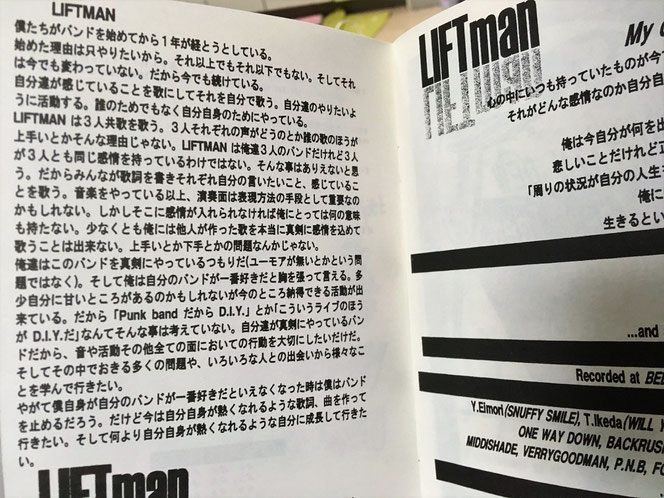 LIFTMAN
僕たちがバンドを始めてから1年が経とうとしている。
始めた理由は只やりたいから。それ以上でもそれ以下でもない。そしてそれ
は今でも変わっていない。だから今でも続けている。
自分達が感じていることを歌にしてそれを自分で歌う。自分達のやりたいよ
うに活動する。誰のためでもなく自分自身のためにやっている。
LIFTMAN は3人共歌を歌う。3人それぞれの声がどうのとか誰の歌のほうが
上手いとかそんな理由じゃない。LIFTMAN は俺達3人のバンドだけれど3人
が3人とも同じ感情を持っているわけではない。そんな事はありえないと思
う。だからみんなが歌詞を書きそれぞれ自分の言いたいこと、感じているこ
とを歌う。音楽をやっている以上、演奏面は表現方法の手段として重要なの
かもしれない。しかしそこに感情が入れられなければ俺にとっては何の意味
も持たない。少なくとも俺には他人が作った歌を本当に真剣に感情を込めて
歌うことは出来ない。上手いとか下手とかの問題なんかじゃない。
俺達はこのバンドを真剣にやっているつもりだ(ユーモアが無いとかという問
題ではなく)。そして俺は自分のバンドが一番好きだと胸を張って言える。多
少自分に甘いところがあるのかもしれないが今のところ納得できる活動が出
来ている。だから「Punk band だから D.I.Y.」とか「こういうライブのほう
が D.I.Y.だ」なんてそんな事は考えていない。自分達が真剣にやっているバン
ドだから、音や活動その他全ての面においての行動を大切にしたいだけだ。
そしてその中でおきる多くの問題や、いろいろな人との出会いから様々なこ
とを学んで行きたい。
やがて僕自身が自分のバンドが一番好きだといえなくなった時は僕はバンド
を止めるだろう。だけど今は自分自身が熱くなれるような歌詞、曲を作って
行きたい。そして何より自分自身が熱くなれるような自分に成長して行きた
い。
LIFTman
LIFTman
LIFTman
My
心の中にいつも持っていたものが今
それがどんな感情なのか自分自
俺は今自分が何を出
悲しいことだけれど正
「周りの状況が自分の人生を
俺に
生きるとい
...and
Recorded at
Y.Eimori(SNUFFY SMILE), T.Ikeda(WILL
ONE WAY DOWN, BACKRUSH
MIDDISHADE, VERRYGOODMAN, P.N.B,